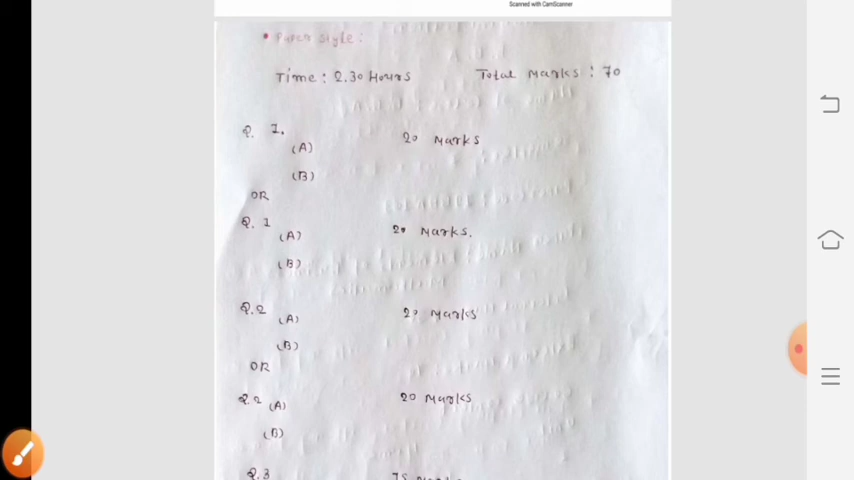 Scanned with CamScanner
• Paper style:
Time: 2.30 Hours Total Marks: 70
Q. 1.
(A) 20 Marks
(B)
OR
Q. 1
(A) 20 Marks.
(B)
Q.2
(A) 20 Marks
(B)
OR
Q.2 (A) 20 Marks
(B)
Q.3